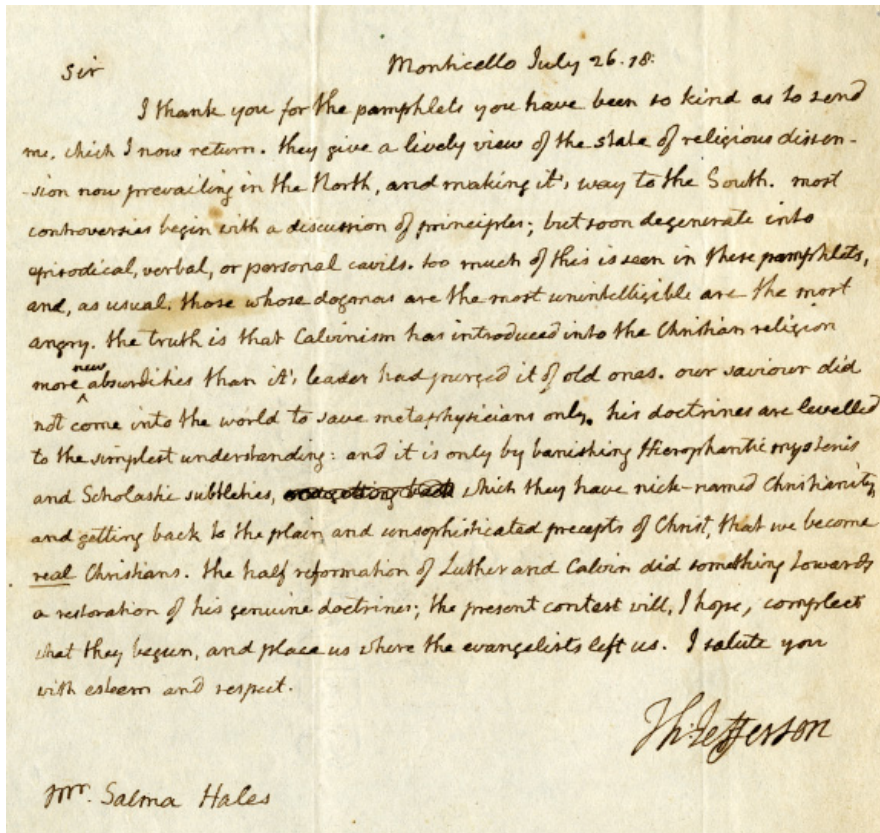 Monticello July 26. 18.
Sir
I thank you for the pamphlets you have been so kind as to send
me, which I now return. they give a lively view of the state of religious dissen-
-sion now prevailing in the North, and making it's way to the South. most
controversies begin with a discussion of principles; but soon degenerate into
episodical, verbal, or personal cavils. too much of this is seen in these pamphlets,
and, as usual, those whose dogmas are the most unintelligible are the most
angry. the truth is that Calvinism has introduced into the Christian religion
more new absurdities than it's leader had purged it of old ones. our saviour did
not come into the world to save metaphysicians only. his doctrines are levelled
to the simplest understanding: and it is only by banishing Hierophantic mysteries
and Scholastic subtleties, which they have nick-named Christianity,
and getting back to the plain and unsophisticated precepts of Christ, that we become
real Christians. the half reformation of Luther and Calvin did something towards
a restoration of his genuine doctrines; the present contest will, I hope, compleat
what they begun, and place us where the evangelists left us. I salute you
with esteem and respect.
Th: Jefferson
Mr. Salma Hales